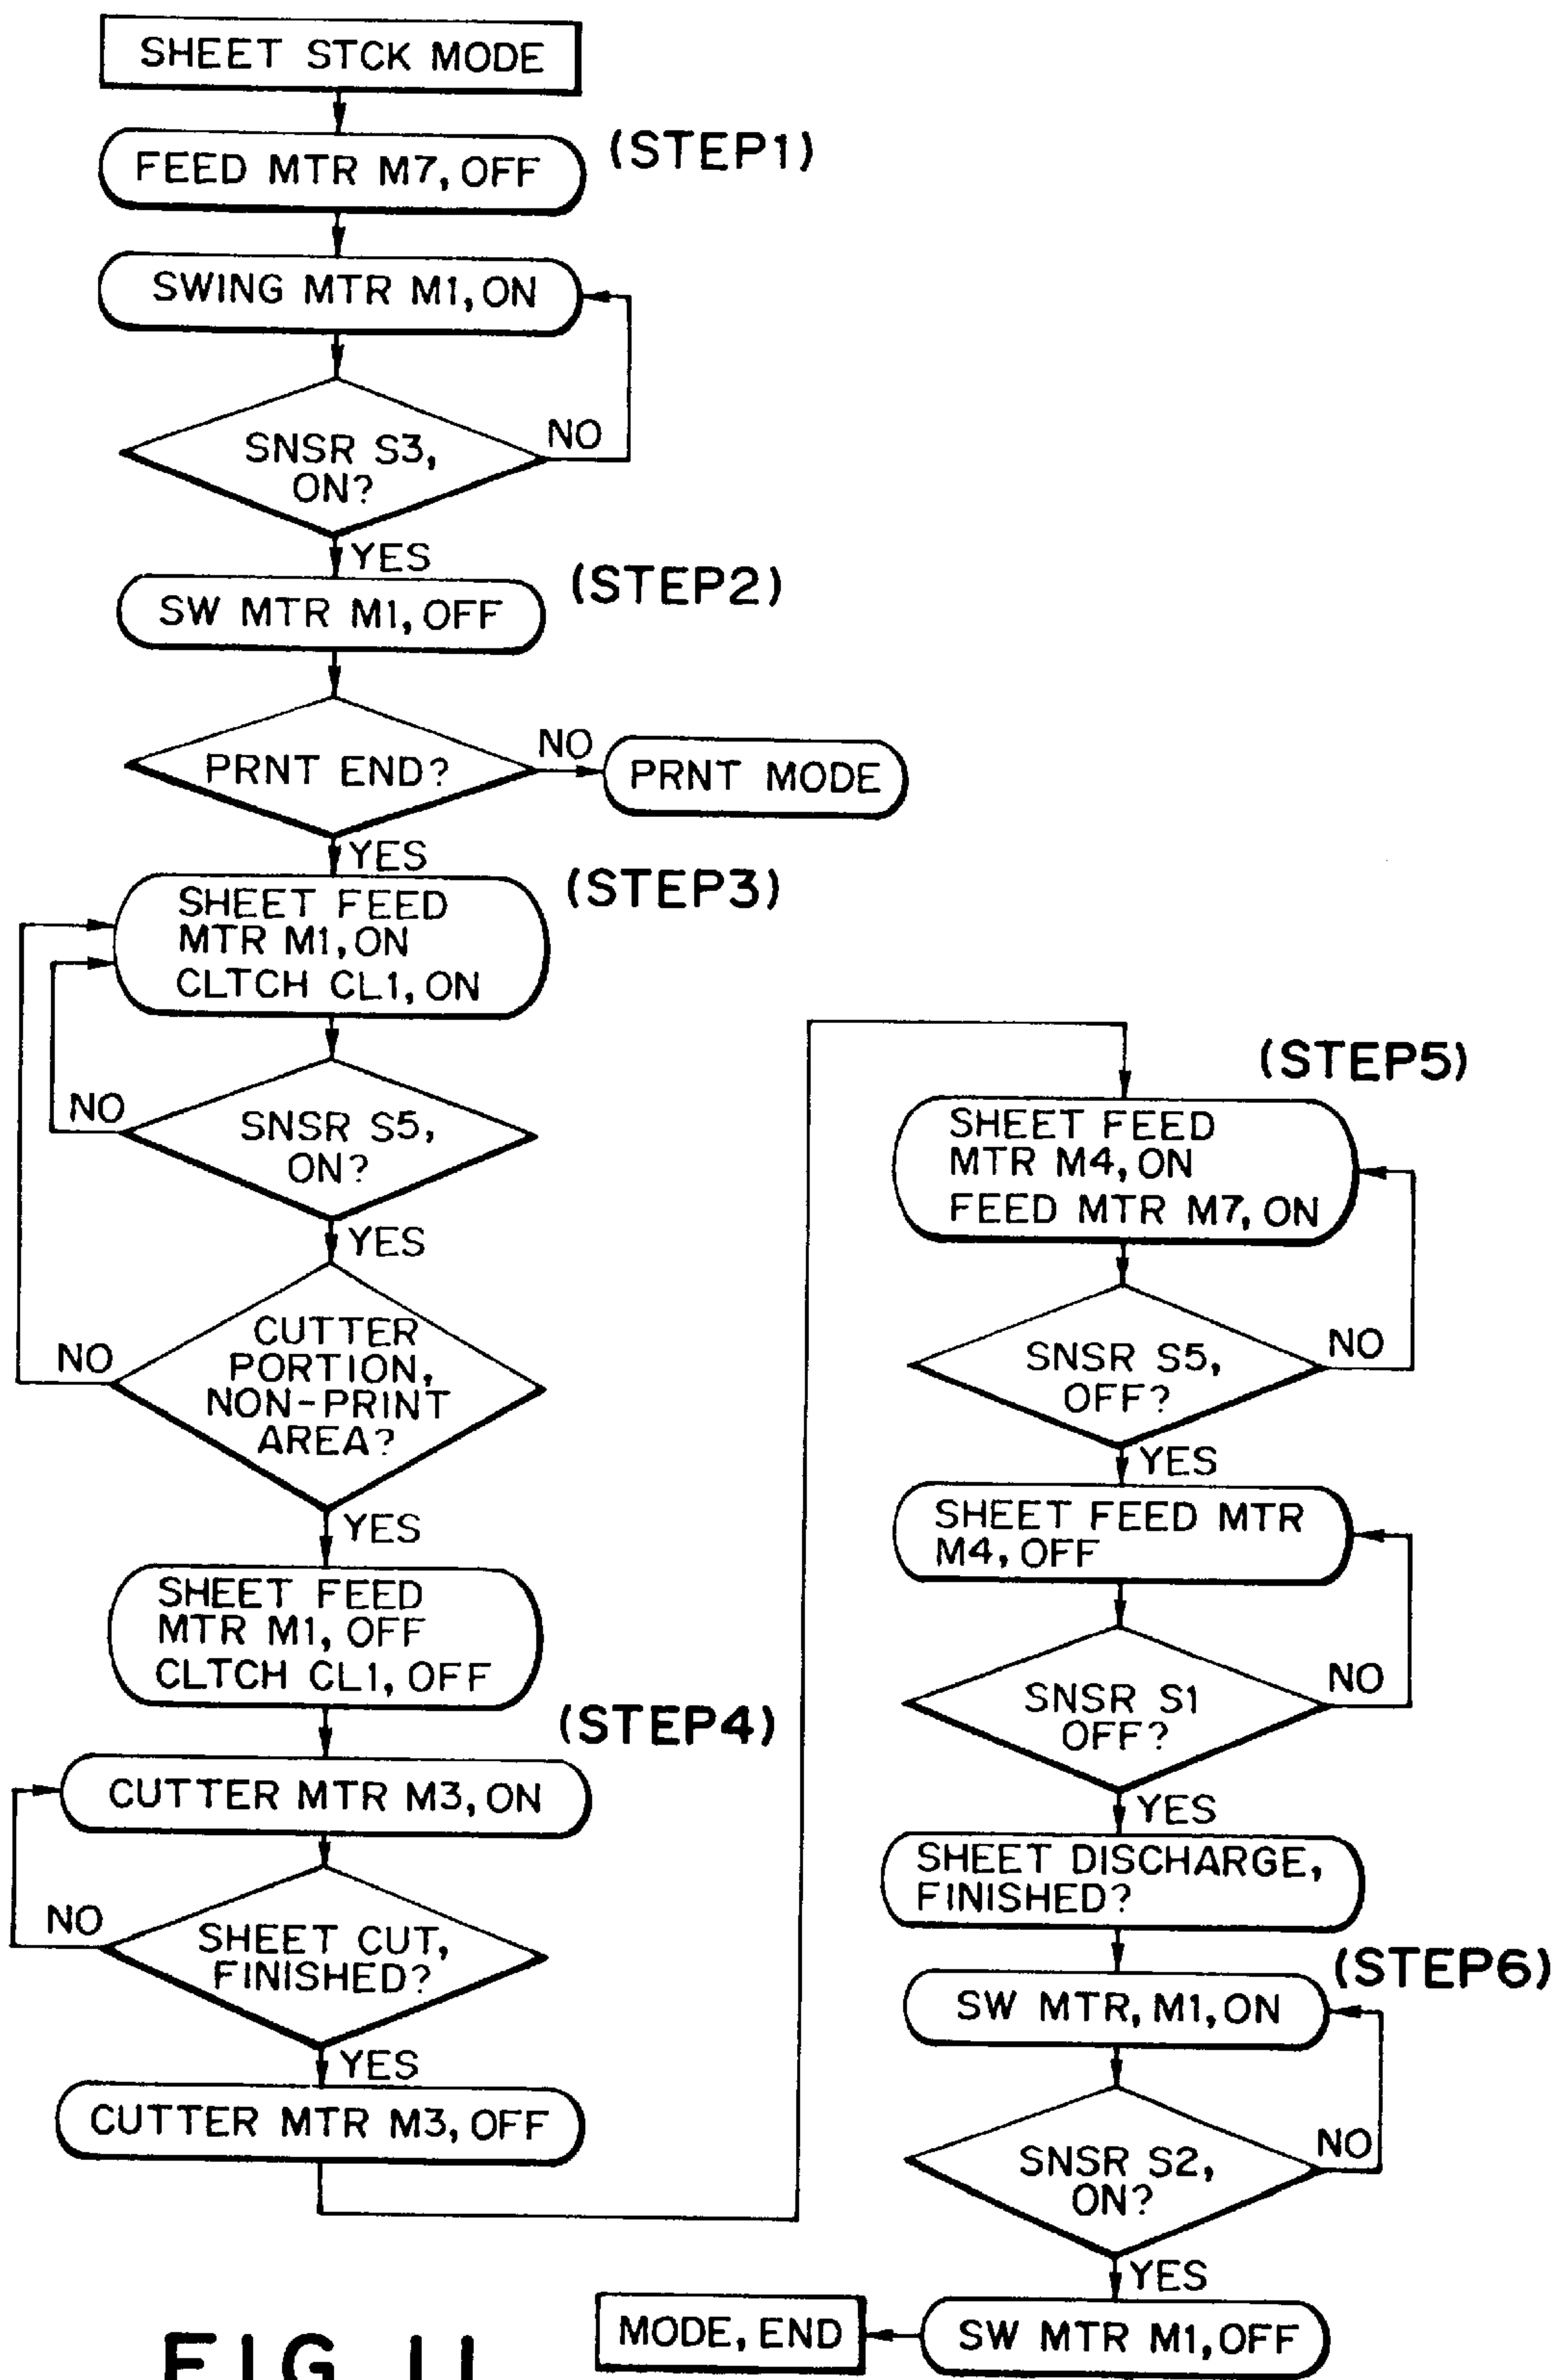 SHEET STCK MODE
FEED MTR M7, OFF
(STEP1)
SWING MTR M1, ON
SNSR S3,
ON?
NO
YES
SW MTR M1, OFF
(STEP2)
PRNT END?
NO
PRNT MODE
YES
SHEET FEED
MTR M1, ON
CLTCH CL1, ON
(STEP3)
SNSR S5,
ON?
NO
YES
CUTTER
PORTION,
NON-PRINT
AREA?
NO
YES
SHEET FEED
MTR M1, OFF
CLTCH CL1, OFF
(STEP4)
CUTTER MTR M3, ON
SHEET CUT,
FINISHED?
NO
YES
CUTTER MTR M3, OFF
(STEP5)
SHEET FEED
MTR M4, ON
FEED MTR M7, ON
SNSR S5,
OFF?
NO
YES
SHEET FEED MTR
M4, OFF
SNSR S1
OFF?
NO
YES
SHEET DISCHARGE,
FINISHED?
(STEP6)
SW MTR, M1, ON
SNSR S2,
ON?
NO
YES
SW MTR M1, OFF
MODE, END
FIG. 11